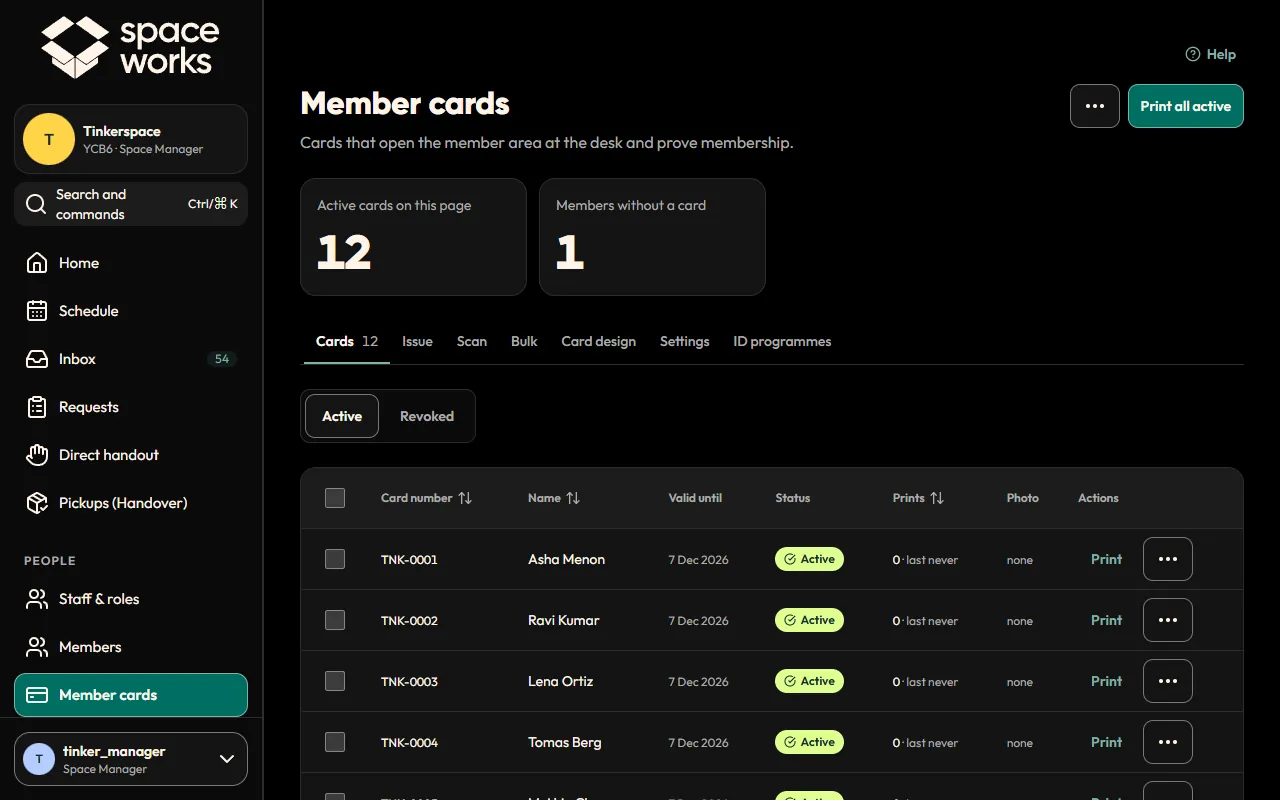 space
works
Help
Member cards
Print all active
T
Tinkerspace
YCB6 · Space Manager
Cards that open the member area at the desk and prove membership.
Search and
commands
Ctrl/⌘ K
Active cards on this page
12
Members without a card
1
Home
Schedule
Inbox 54
Requests
Direct handout
Pickups (Handover)
PEOPLE
Staff & roles
Members
Member cards
T
tinker_manager
Space Manager
Cards 12 Issue Scan Bulk Card design Settings ID programmes
Active Revoked
Card number Name Valid until Status Prints Photo Actions
TNK-0001 Asha Menon 7 Dec 2026 Active 0 · last never none Print
TNK-0002 Ravi Kumar 7 Dec 2026 Active 0 · last never none Print
TNK-0003 Lena Ortiz 7 Dec 2026 Active 0 · last never none Print
TNK-0004 Tomas Berg 7 Dec 2026 Active 0 · last never none Print